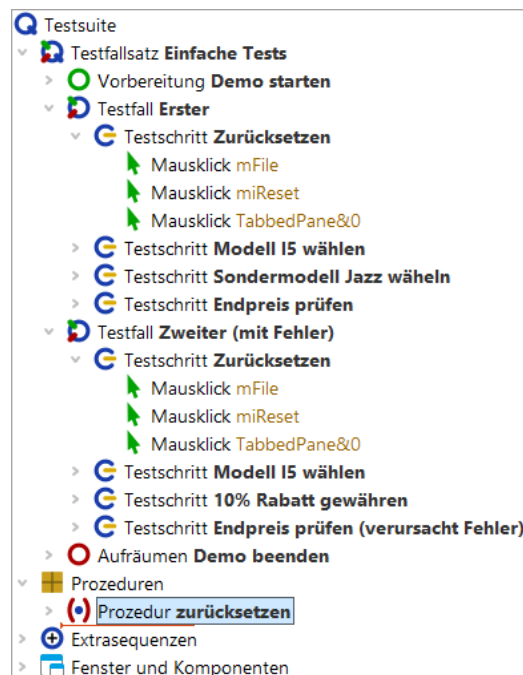 Testsuite
Testfallsatz Einfache Tests
Vorbereitung Demo starten
Testfall Erster
Testschritt Zurücksetzen
Mausklick mFile
Mausklick miReset
Mausklick TabbedPane&0
Testschritt Modell I5 wählen
Testschritt Sondermodell Jazz wäheln
Testschritt Endpreis prüfen
Testfall Zweiter (mit Fehler)
Testschritt Zurücksetzen
Mausklick mFile
Mausklick miReset
Mausklick TabbedPane&0
Testschritt Modell I5 wählen
Testschritt 10% Rabatt gewähren
Testschritt Endpreis prüfen (verursacht Fehler)
Aufräumen Demo beenden
Prozeduren
Prozedur zurücksetzen
Extrasequenzen
Fenster und Komponenten